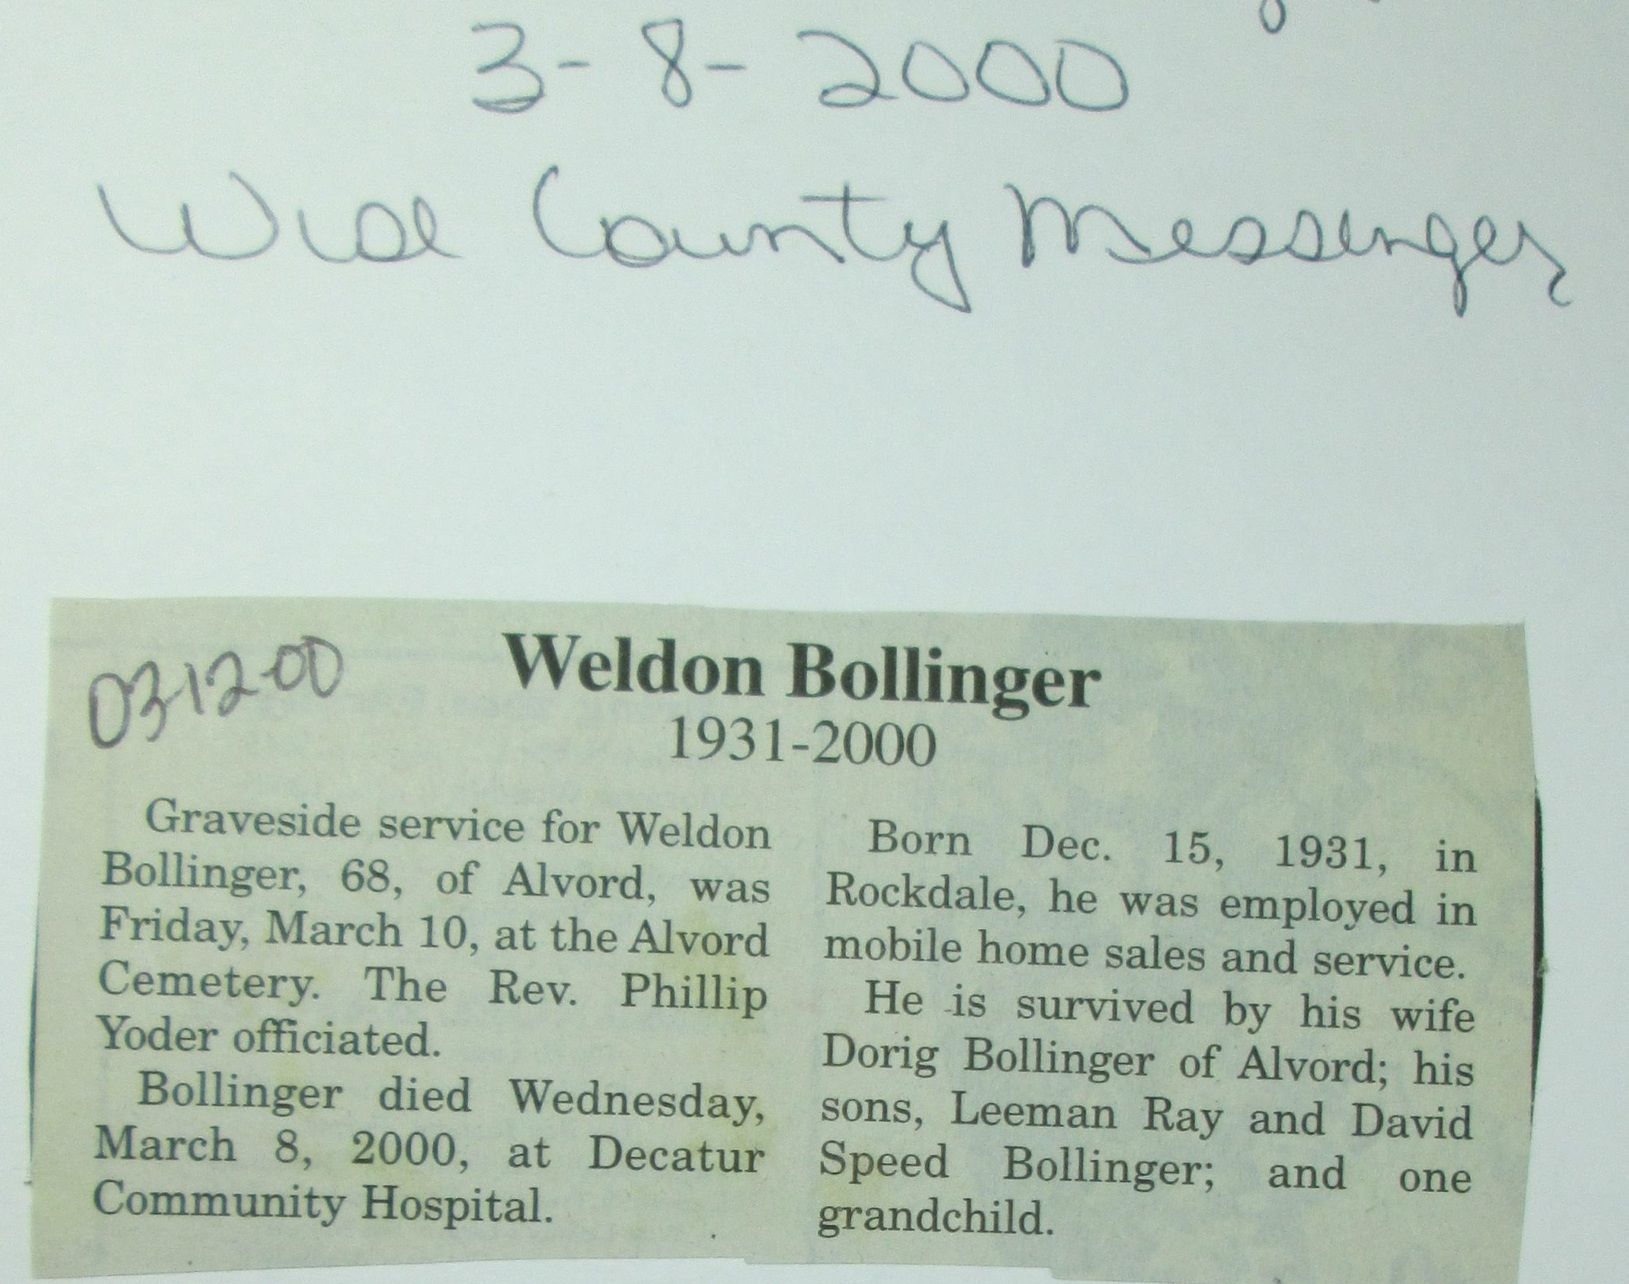 3-8-2000
Wise County Messenger
03-12-00
Weldon Bollinger
1931-2000
Graveside service for Weldon
Bollinger, 68, of Alvord, was
Friday, March 10, at the Alvord
Cemetery. The Rev. Phillip
Yoder officiated.
Bollinger died Wednesday,
March 8, 2000, at Decatur
Community Hospital.
Born Dec. 15, 1931, in
Rockdale, he was employed in
mobile home sales and service.
He is survived by his wife
Dorig Bollinger of Alvord; his
sons, Leeman Ray and David
Speed Bollinger; and one
grandchild.